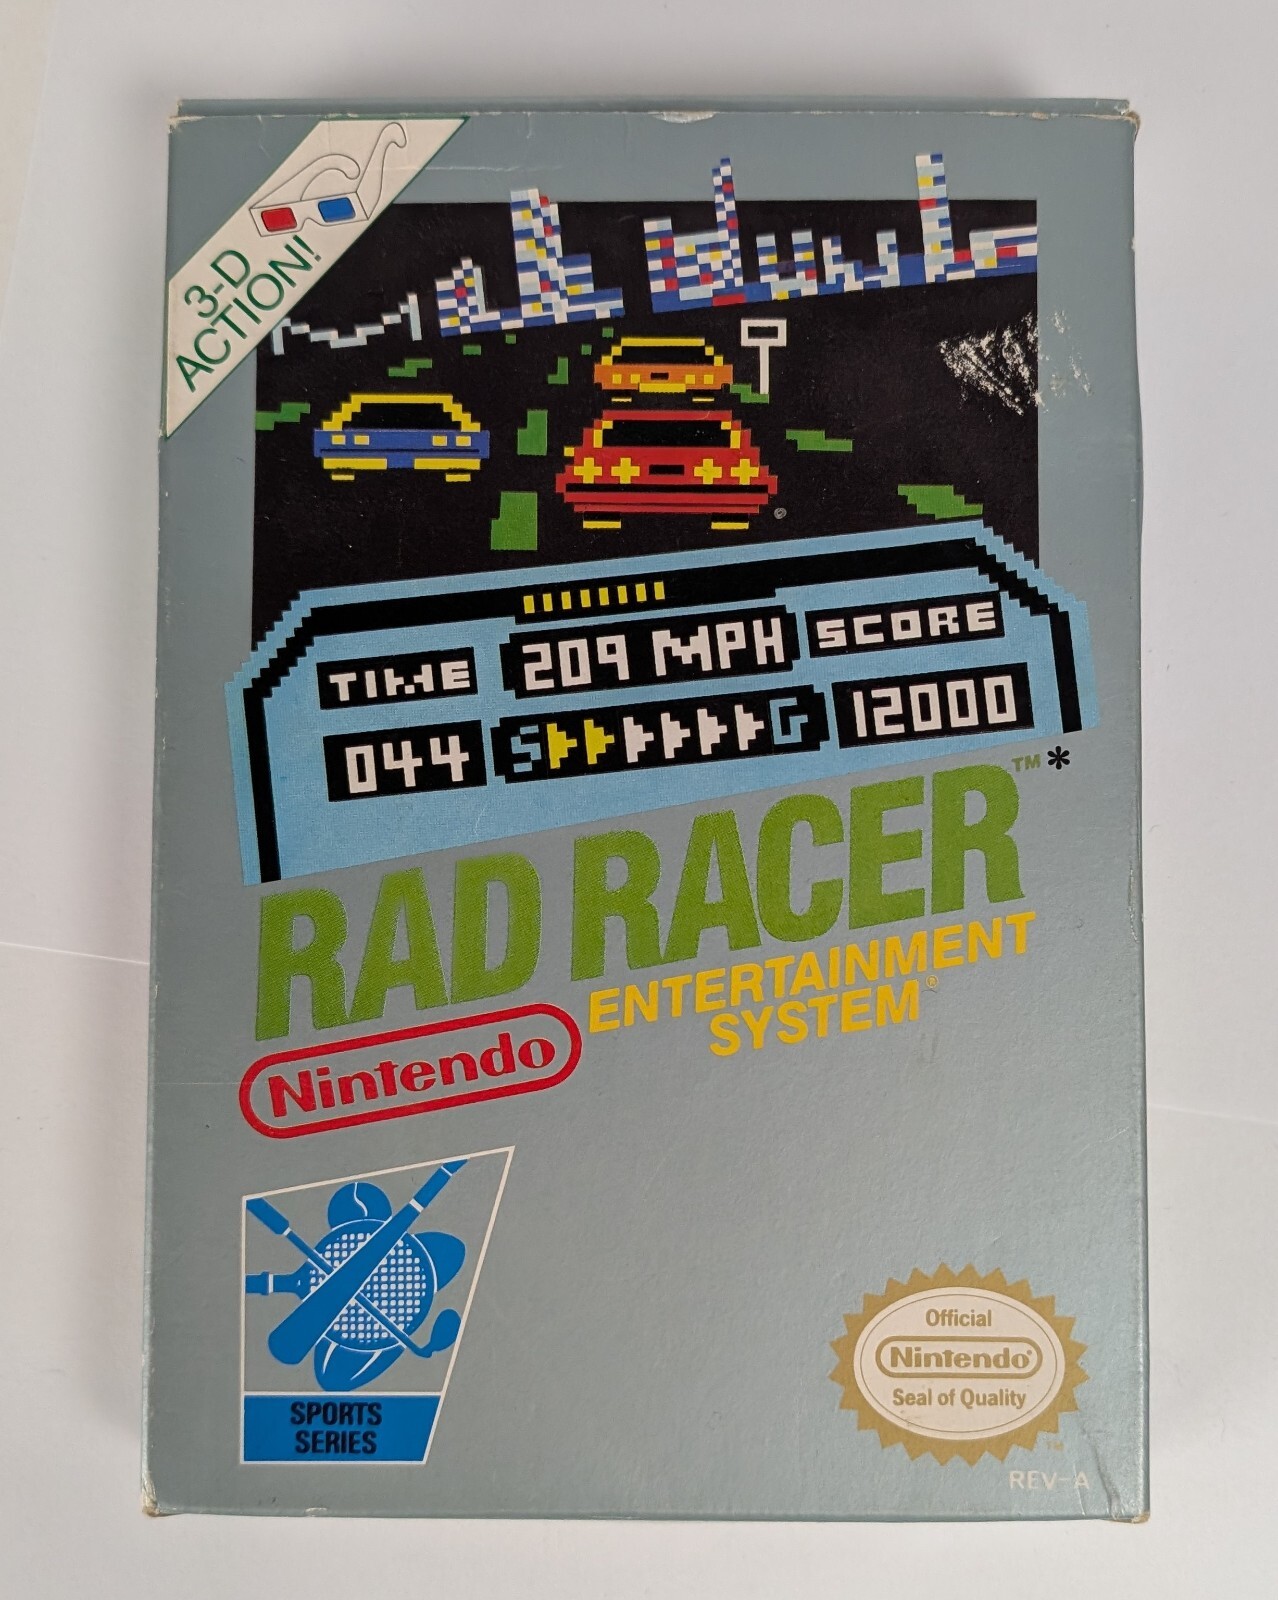 3-D
ACTION!
TIME
209 MPH
SCORE
044
S
G
12000
RAD RACER™*
Nintendo
ENTERTAINMENT
SYSTEM®
SPORTS
SERIES
Official
Nintendo®
Seal of Quality
TM
REV-A